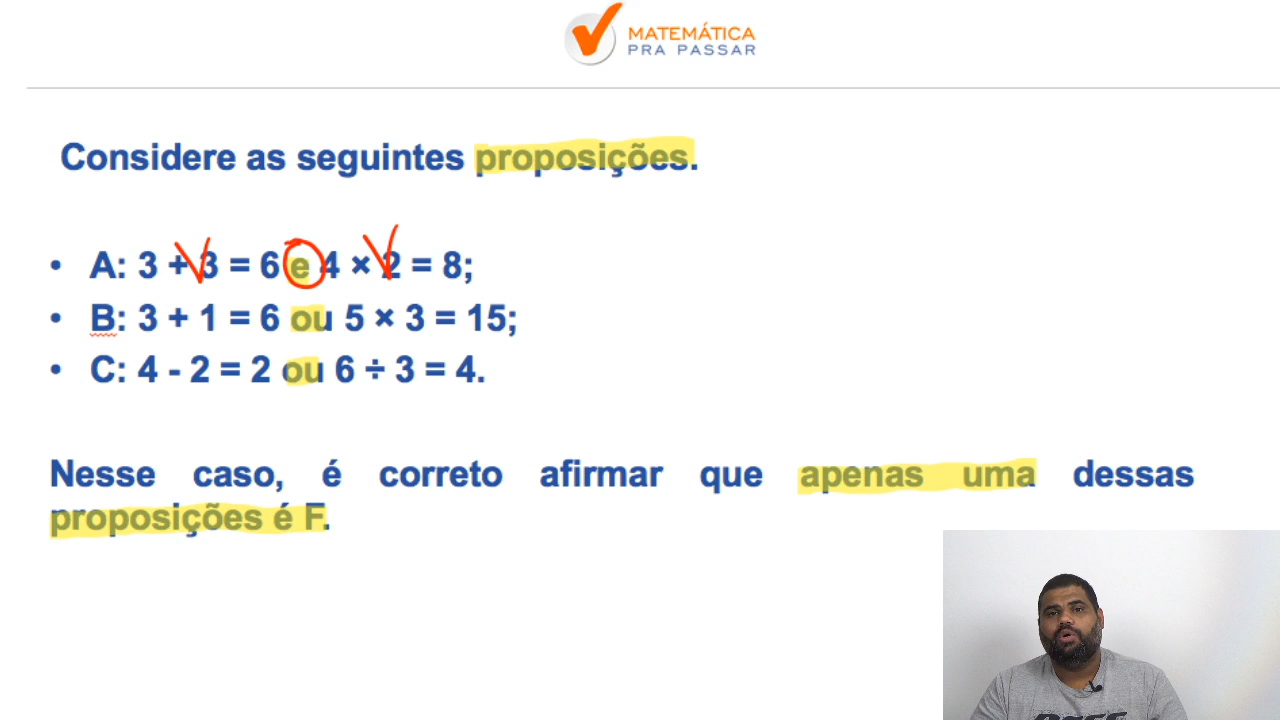 MATEMÁTICA
PRA PASSAR
Considere as seguintes proposições.
• A: 3 + 3 = 6 e 4 × 2 = 8;
• B: 3 + 1 = 6 ou 5 × 3 = 15;
• C: 4 - 2 = 2 ou 6 ÷ 3 = 4.
Nesse caso, é correto afirmar que apenas uma dessas
proposições é F.
V V